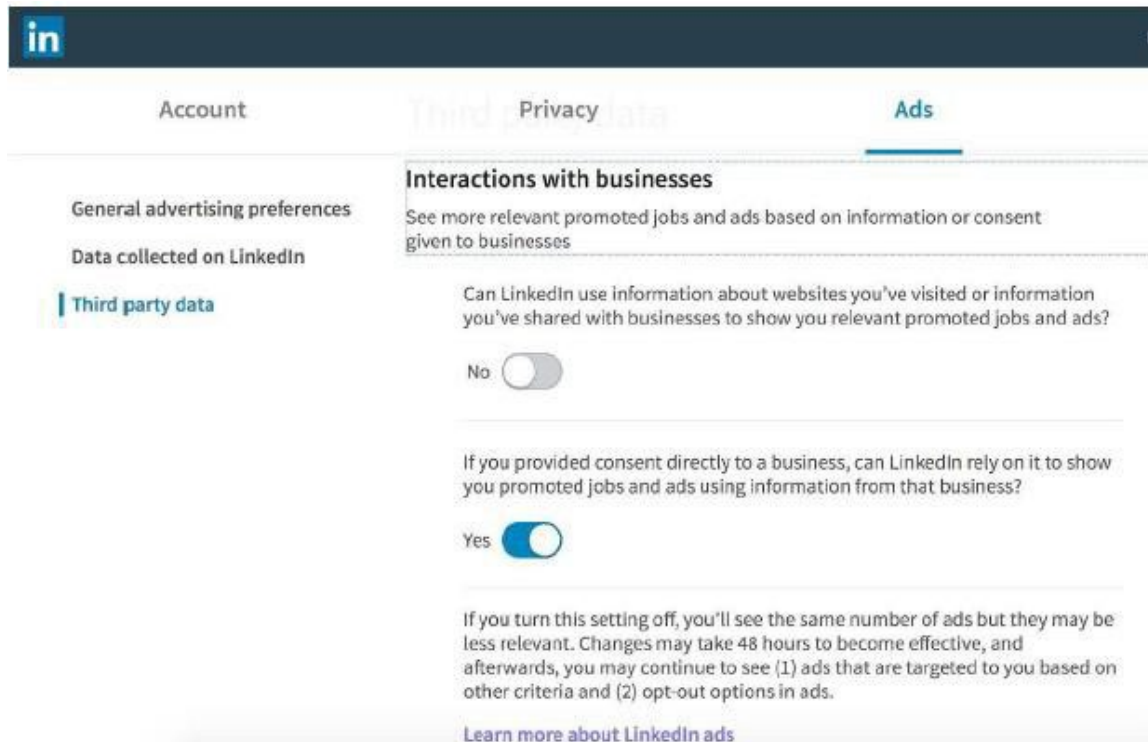 in
Account Privacy Ads
Third party data
Interactions with businesses
See more relevant promoted jobs and ads based on information or consent
given to businesses
General advertising preferences
Data collected on LinkedIn
Third party data
Can LinkedIn use information about websites you've visited or information
you've shared with businesses to show you relevant promoted jobs and ads?
No
If you provided consent directly to a business, can LinkedIn rely on it to show
you promoted jobs and ads using information from that business?
Yes
If you turn this setting off, you'll see the same number of ads but they may be
less relevant. Changes may take 48 hours to become effective, and
afterwards, you may continue to see (1) ads that are targeted to you based on
other criteria and (2) opt-out options in ads.
Learn more about LinkedIn ads